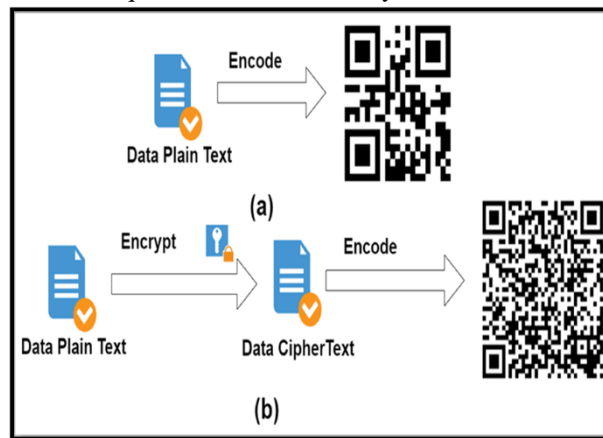 Encode
Data Plain Text
(a)
Encrypt
Encode
Data Plain Text
Data CipherText
(b)